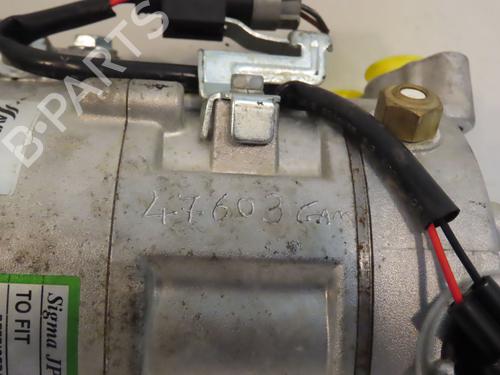 B-PARTS
47603 Gam
Sigma JP
TO FIT